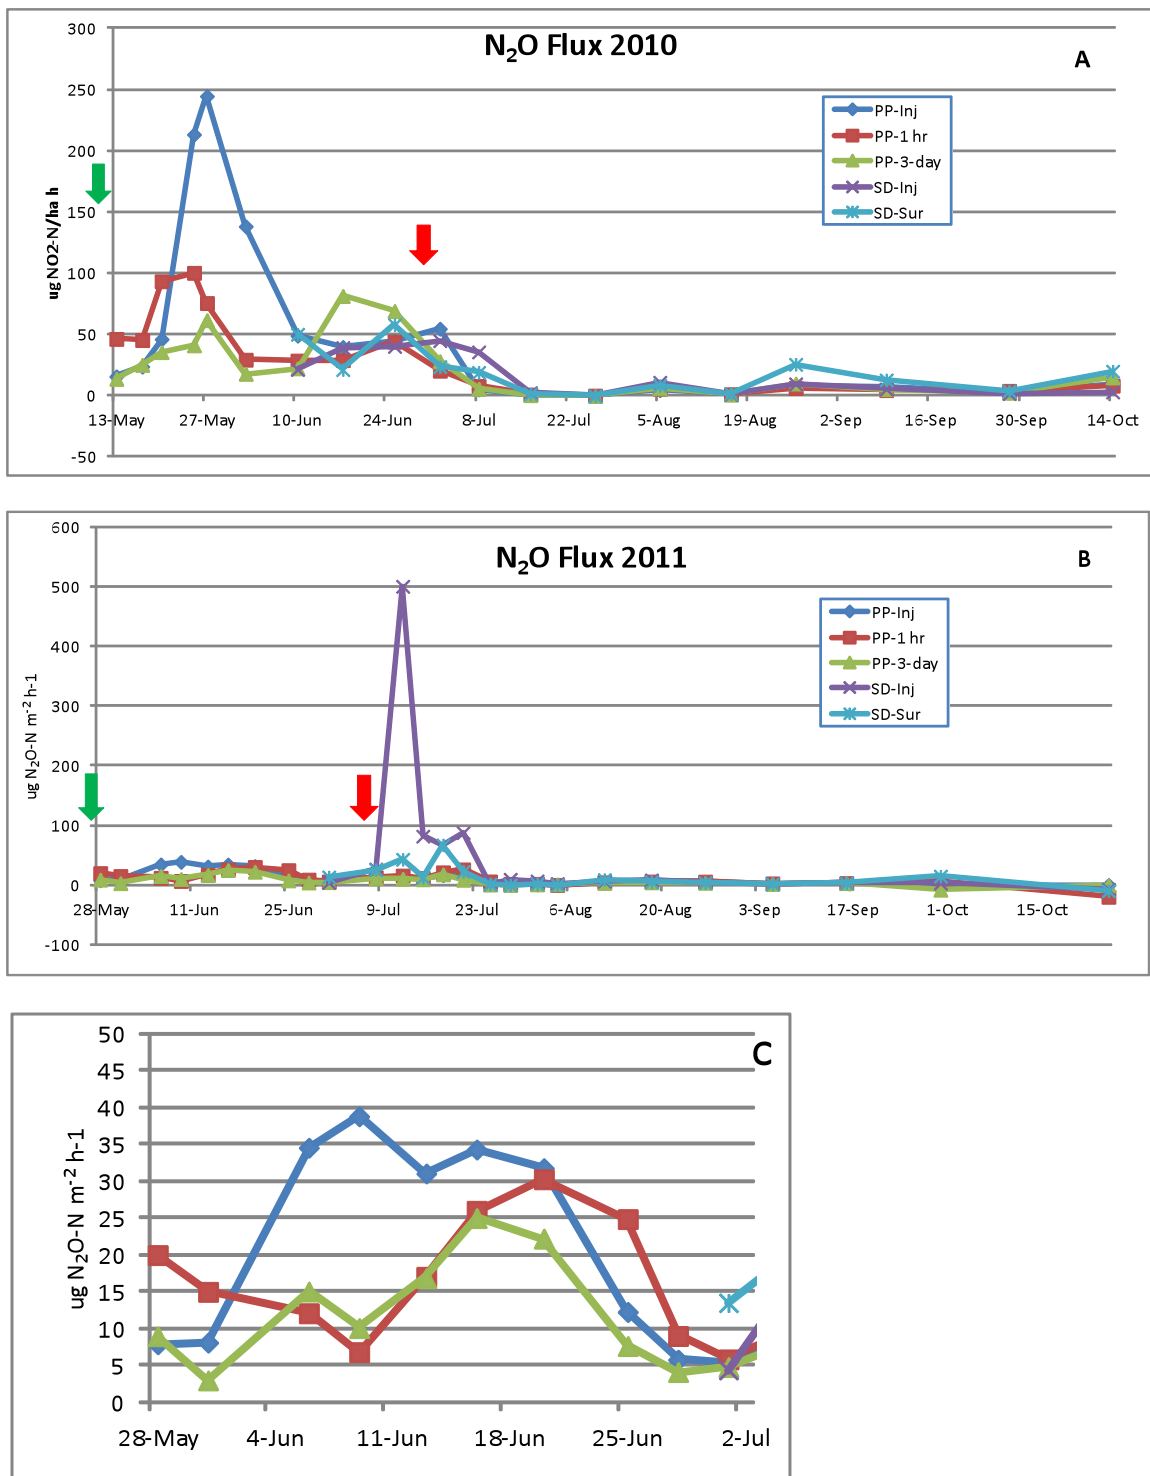 N₂O Flux 2010
A
ug NO2-N/ha h
300
250
200
150
100
50
0
-50
13-May 27-May 10-Jun 24-Jun 8-Jul 22-Jul 5-Aug 19-Aug 2-Sep 16-Sep 30-Sep 14-Oct
PP-Inj
PP-1 hr
PP-3-day
SD-Inj
SD-Sur
N₂O Flux 2011
B
ug N₂O-N m⁻² h-1
600
500
400
300
200
100
0
-100
28-May 11-Jun 25-Jun 9-Jul 23-Jul 6-Aug 20-Aug 3-Sep 17-Sep 1-Oct 15-Oct
PP-Inj
PP-1 hr
PP-3-day
SD-Inj
SD-Sur
C
ug N₂O-N m⁻² h-1
50
45
40
35
30
25
20
15
10
5
0
28-May 4-Jun 11-Jun 18-Jun 25-Jun 2-Jul